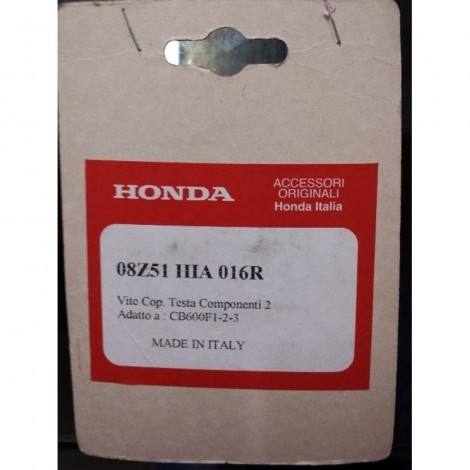 HONDA
ACCESSORI
ORIGINALI
Honda Italia
08Z51 HIA 016R
Vite Cop. Testa Componenti 2
Adatto a : CB600F1-2-3
MADE IN ITALY